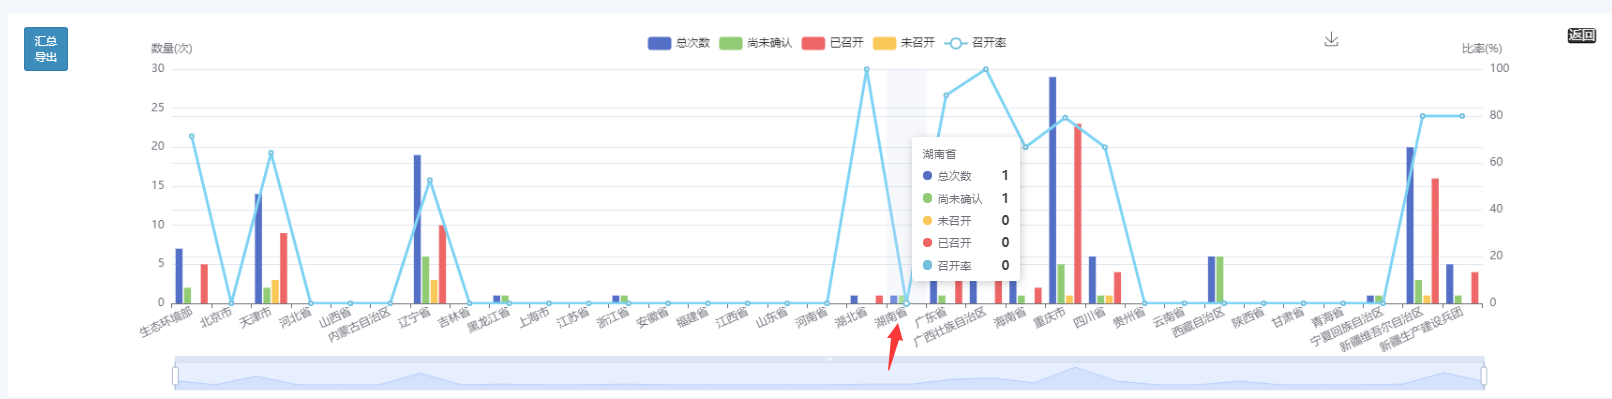 汇总
导出
数量(次)
总次数
尚未确认
已召开
未召开
召开率
返回
比率(%)
30
25
20
15
10
5
0
100
80
60
40
20
0
湖南省
总次数 1
尚未确认 1
未召开 0
已召开 0
召开率 0
生态环境部
北京市
天津市
河北省
山西省
内蒙古自治区
辽宁省
吉林省
黑龙江省
上海市
江苏省
浙江省
安徽省
福建省
江西省
山东省
河南省
湖北省
湖南省
广东省
广西壮族自治区
海南省
重庆市
四川省
贵州省
云南省
西藏自治区
陕西省
甘肃省
青海省
宁夏回族自治区
新疆维吾尔自治区
新疆生产建设兵团